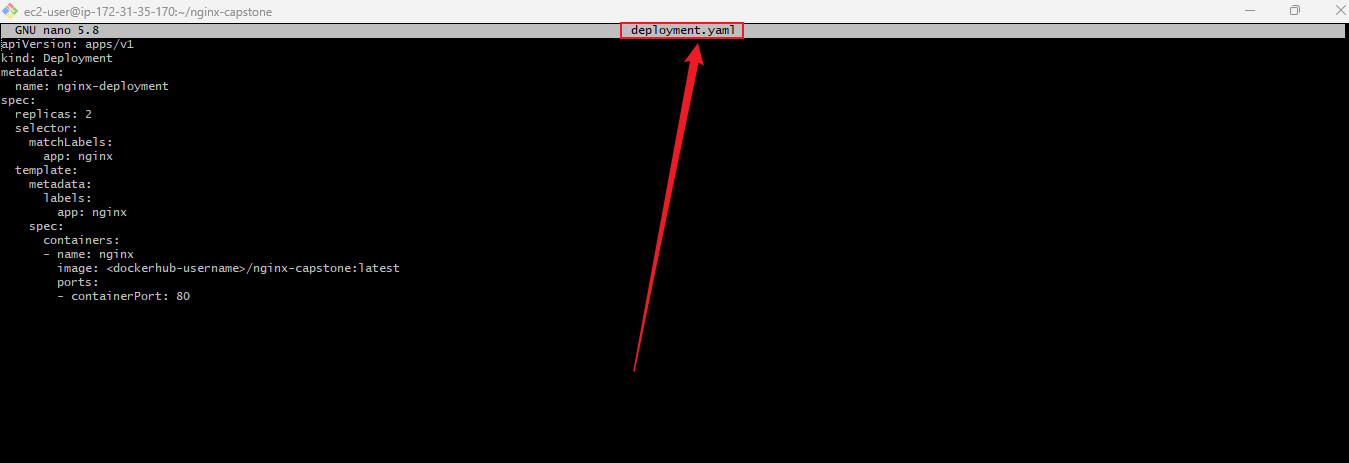 ec2-user@ip-172-31-35-170:~/nginx-capstone
GNU nano 5.8 deployment.yaml
apiVersion: apps/v1
kind: Deployment
metadata:
  name: nginx-deployment
spec:
  replicas: 2
  selector:
    matchLabels:
      app: nginx
  template:
    metadata:
      labels:
        app: nginx
    spec:
      containers:
      - name: nginx
        image: <dockerhub-username>/nginx-capstone:latest
        ports:
        - containerPort: 80